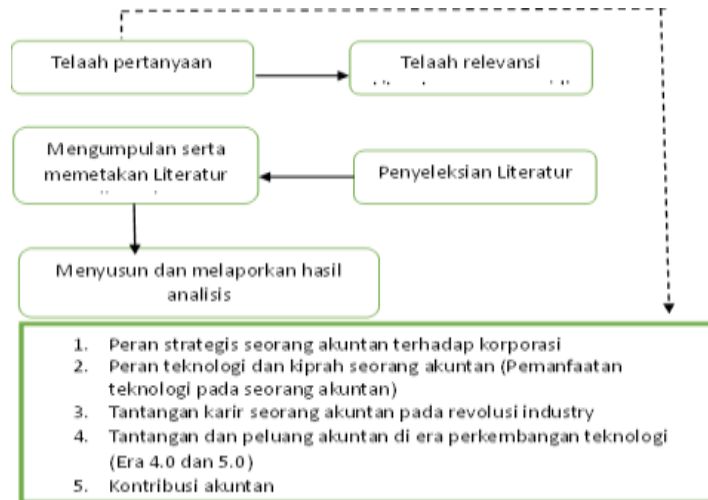 Telaah pertanyaan
Telaah relevansi
Mengumpulan serta
memetakan Literatur
Penyeleksian Literatur
Menyusun dan melaporkan hasil
analisis
1. Peran strategis seorang akuntan terhadap korporasi
2. Peran teknologi dan kiprah seorang akuntan (Pemanfaatan
teknologi pada seorang akuntan)
3. Tantangan karir seorang akuntan pada revolusi industry
4. Tantangan dan peluang akuntan di era perkembangan teknologi
(Era 4.0 dan 5.0)
5. Kontribusi akuntan